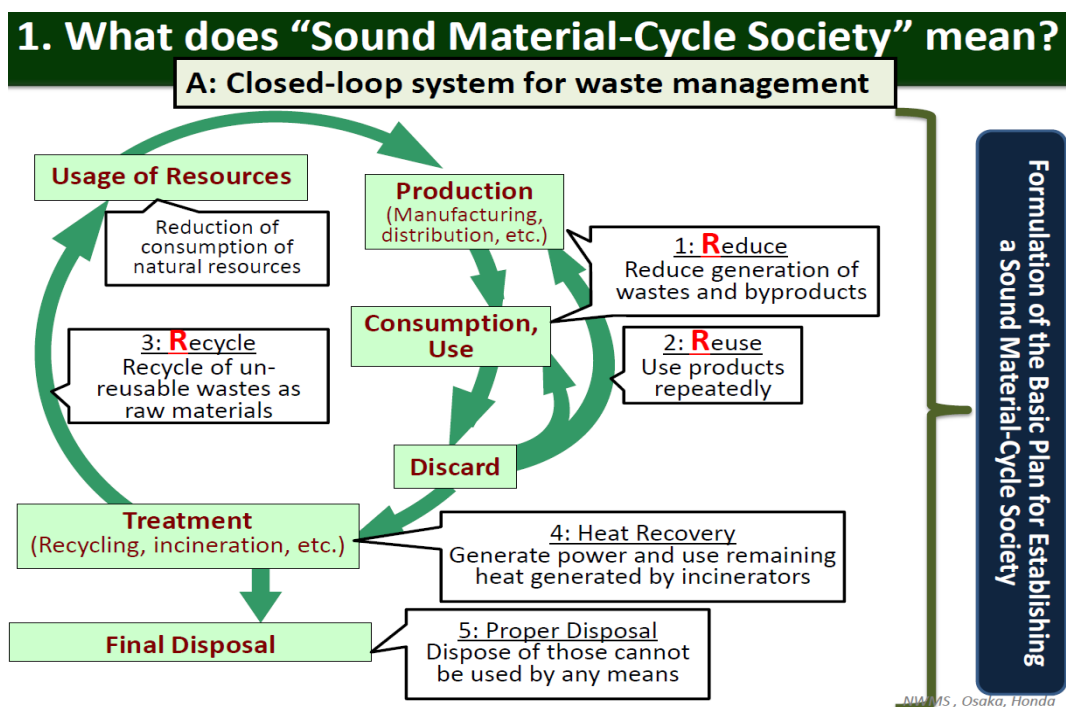 1. What does “Sound Material-Cycle Society” mean?
A: Closed-loop system for waste management
Usage of Resources
Reduction of
consumption of
natural resources
Production
(Manufacturing,
distribution, etc.)
1: Reduce
Reduce generation of
wastes and byproducts
Consumption,
Use
2: Reuse
Use products
repeatedly
3: Recycle
Recycle of un-
reusable wastes as
raw materials
Discard
Treatment
(Recycling, incineration, etc.)
4: Heat Recovery
Generate power and use remaining
heat generated by incinerators
Final Disposal
5: Proper Disposal
Dispose of those cannot
be used by any means
Formulation of the Basic Plan for Establishing
a Sound Material-Cycle Society
NWMS , Osaka, Honda